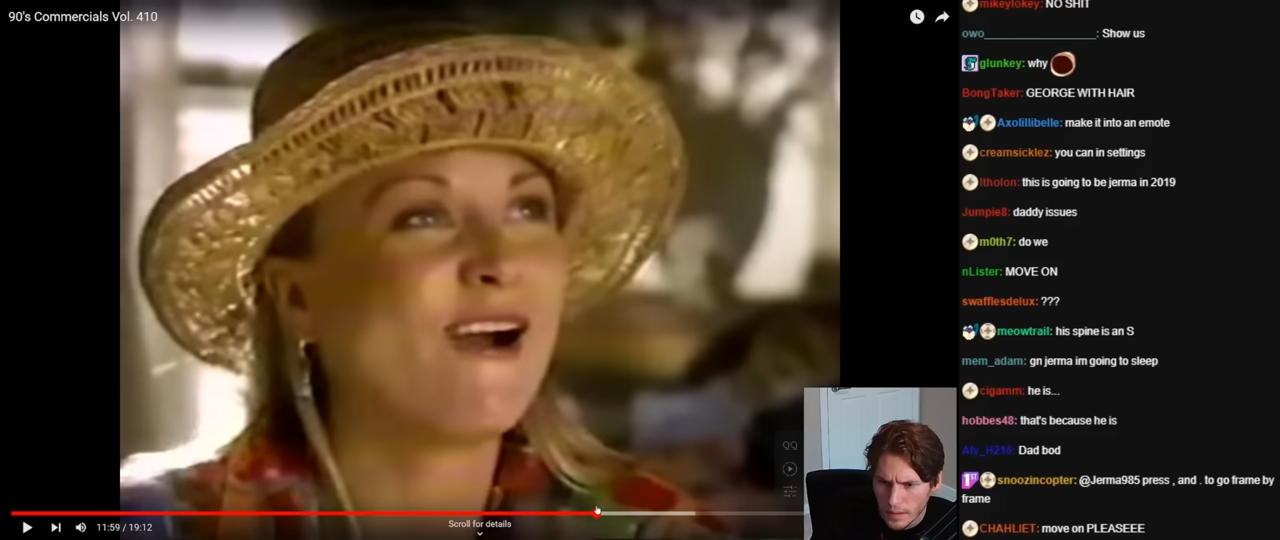 90's Commercials Vol. 410
11:59 / 19:12
Scroll for details
mikeylokey: NO SHIT
owo___________________: Show us
glunkey: why
BongTaker: GEORGE WITH HAIR
Axolillibelle: make it into an emote
creamsicklez: you can in settings
ltholon: this is going to be jerma in 2019
Jumpie8: daddy issues
m0th7: do we
nLister: MOVE ON
swafflesdelux: ???
meowtrail: his spine is an S
mem_adam: gn jerma im going to sleep
cigamm: he is...
hobbes48: that's because he is
Aly_H216: Dad bod
1ST snoozincopter: @Jerma985 press , and . to go frame by
frame
CHAHLIET: move on PLEASEEE